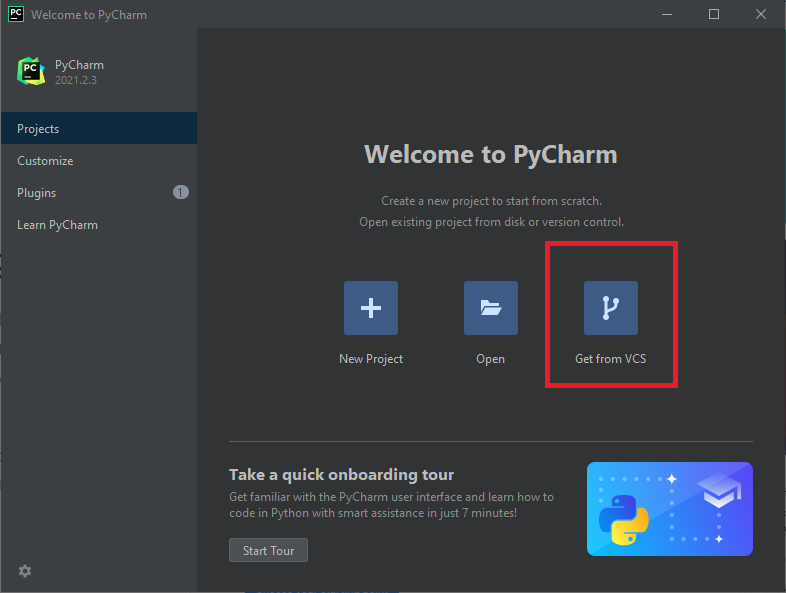 PC Welcome to PyCharm
PC
PyCharm
2021.2.3
Projects
Customize
Plugins 1
Learn PyCharm
Welcome to PyCharm
Create a new project to start from scratch.
Open existing project from disk or version control.
New Project Open Get from VCS
Take a quick onboarding tour
Get familiar with the PyCharm user interface and learn how to
code in Python with smart assistance in just 7 minutes!
Start Tour